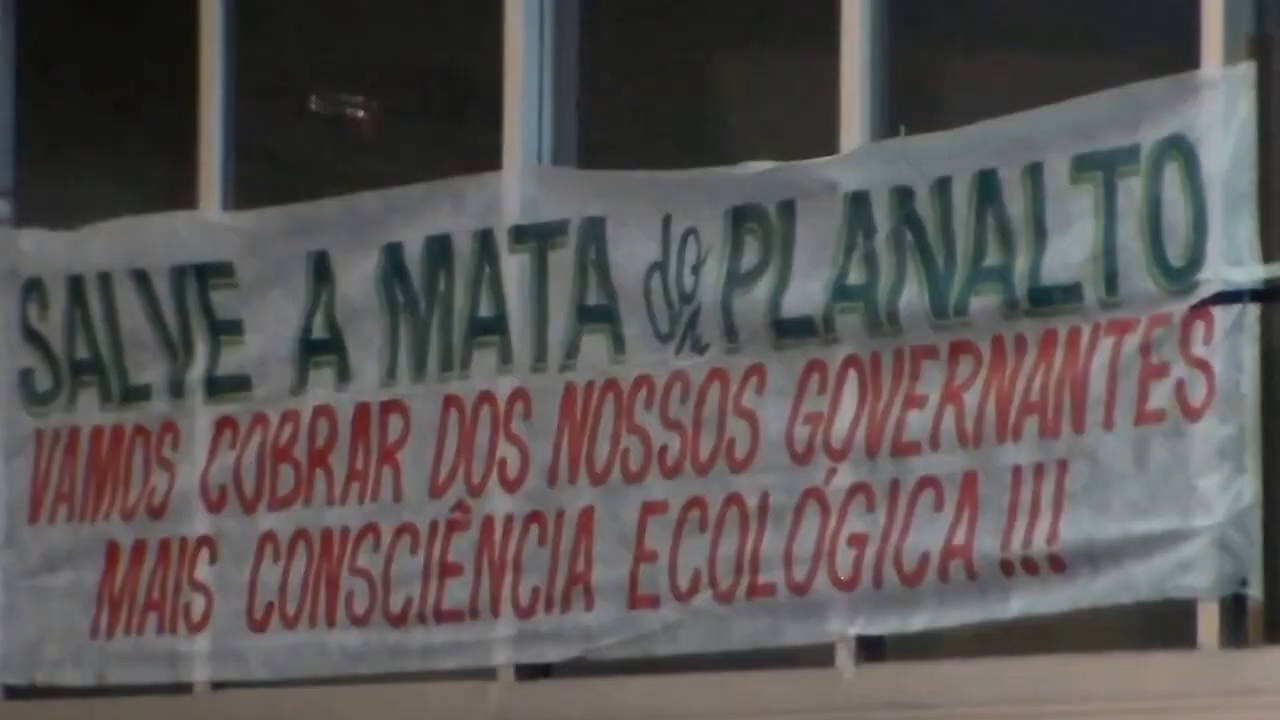 SALVE A MATA do PLANALTO
VAMOS COBRAR DOS NOSSOS GOVERNANTES
MAIS CONSCIÊNCIA ECOLÓGICA!!!